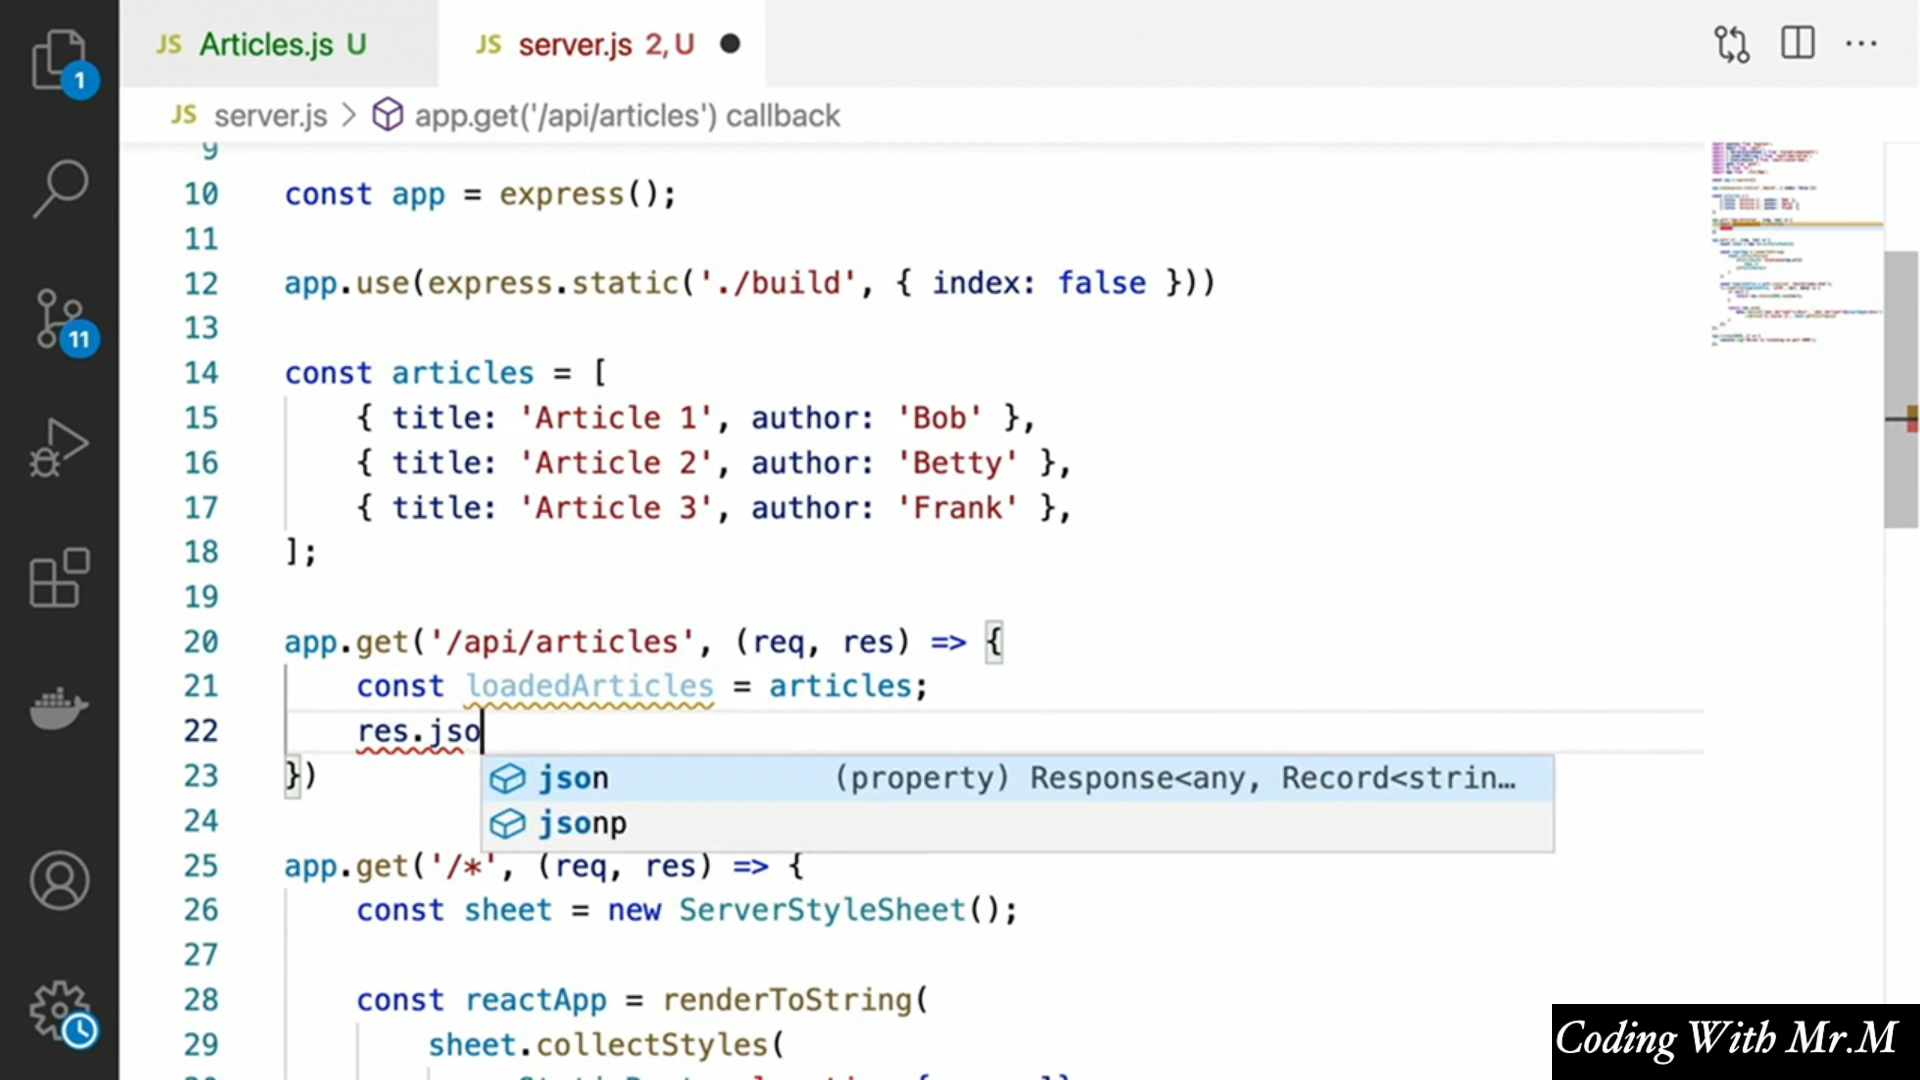 1
JS Articles.js U
JS server.js 2, U
JS server.js > app.get('/api/articles') callback
9
10 const app = express();
11
11
12 app.use(express.static('./build', { index: false }))
13
14 const articles = [
15 { title: 'Article 1', author: 'Bob' },
16 { title: 'Article 2', author: 'Betty' },
17 { title: 'Article 3', author: 'Frank' },
18 ];
19
20 app.get('/api/articles', (req, res) => {
21 const loadedArticles = articles;
22 res.jso
23 })
json (property) Response<any, Record<strin…
jsonp
24
25 app.get('/*', (req, res) => {
26 const sheet = new ServerStyleSheet();
27
28 const reactApp = renderToString(
29 sheet.collectStyles(
Coding With Mr.M